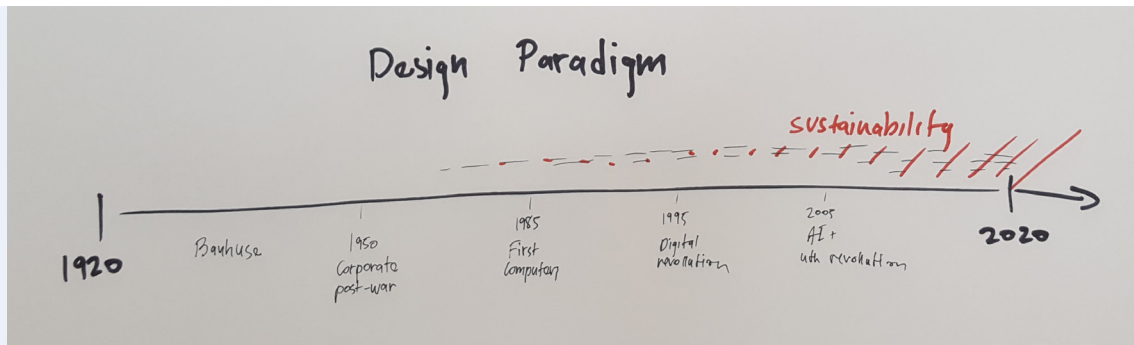 Design Paradigm
sustainability
1920
Bauhuse
1950
Corporate
post-war
1985
First
Computer
1995
Digital
revolution
2005
AI +
4th revolution
2020